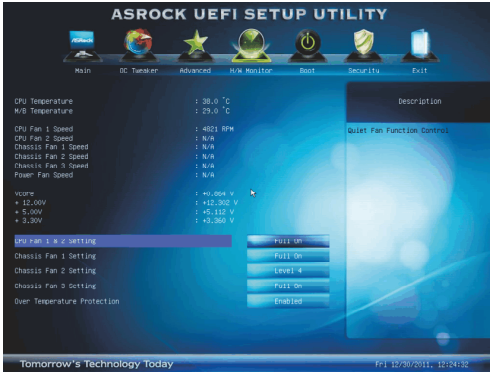 ASROCK UEFI SETUP UTILITY
ASRock
Main OC Tweaker Advanced H/W Monitor Boot Security Exit
CPU Temperature : 38.0 °C
M/B Temperature : 29.0 °C
Description
CPU Fan 1 Speed : 4821 RPM
Quiet Fan Function Control
CPU Fan 2 Speed : N/A
Chassis Fan 1 Speed : N/A
Chassis Fan 2 Speed : N/A
Chassis Fan 3 Speed : N/A
Power Fan Speed : N/A
Vcore : +0.864 V
+ 12.00V : +12.302 V
+ 5.00V : +5.112 V
+ 3.30V : +3.360 V
CPU Fan 1 & 2 Setting Full On
Chassis Fan 1 Setting Full On
Chassis Fan 2 Setting Level 4
Chassis Fan 3 Setting Full On
Over Temperature Protection Enabled
Tomorrow's Technology Today
Fri 12/30/2011, 12:24:32